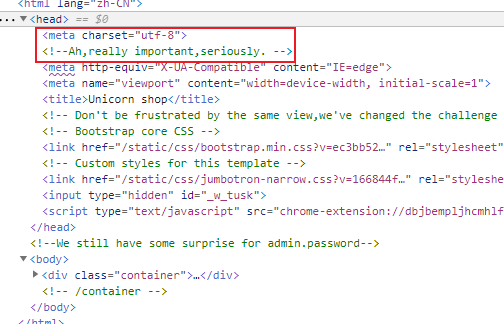 <html lang="zh-CN">
…▼<head> == $0
<meta charset="utf-8">
<!--Ah,really important,seriously. -->
<meta http-equiv="X-UA-Compatible" content="IE=edge">
<meta name="viewport" content="width=device-width, initial-scale=1">
<title>Unicorn shop</title>
<!-- Don't be frustrated by the same view,we've changed the challenge
<!-- Bootstrap core CSS -->
<link href="/static/css/bootstrap.min.css?v=ec3bb52…" rel="stylesheet"
<!-- Custom styles for this template -->
<link href="/static/css/jumbotron-narrow.css?v=166844f…" rel="styles
<input type="hidden" id="_w_tusk">
<script type="text/javascript" src="chrome-extension://dbjbempljhcmhlf
</head>
<!--We still have some surprise for admin.password-->
▼<body>
▶<div class="container">…</div>
<!-- /container -->
</body>
</html>